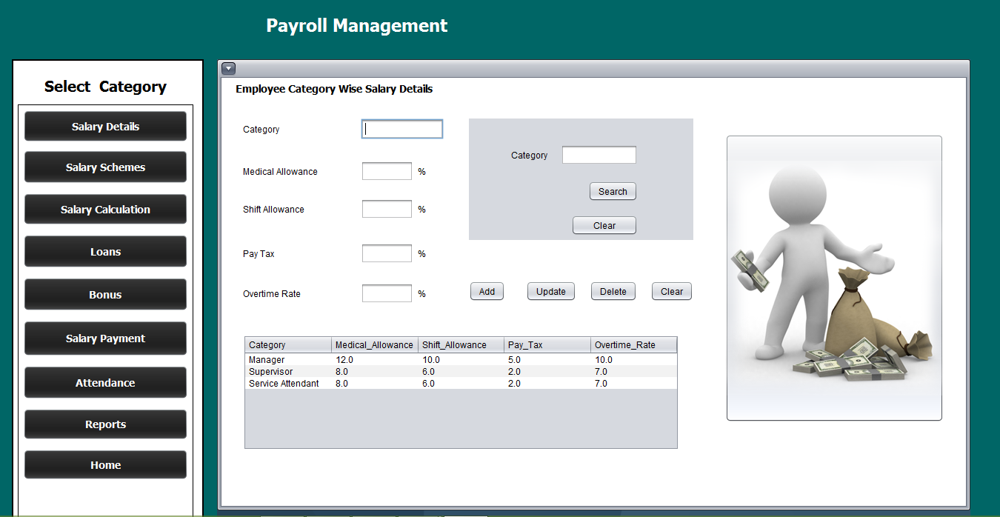 Payroll Management
Select Category
Salary Details
Salary Schemes
Salary Calculation
Loans
Bonus
Salary Payment
Attendance
Reports
Home
Employee Category Wise Salary Details
Category
Medical Allowance %
Shift Allowance %
Pay Tax %
Overtime Rate %
Category
Search
Clear
Add Update Delete Clear
Category Medical_Allowance Shift_Allowance Pay_Tax Overtime_Rate
Manager 12.0 10.0 5.0 10.0
Supervisor 8.0 6.0 2.0 7.0
Service Attendant 8.0 6.0 2.0 7.0